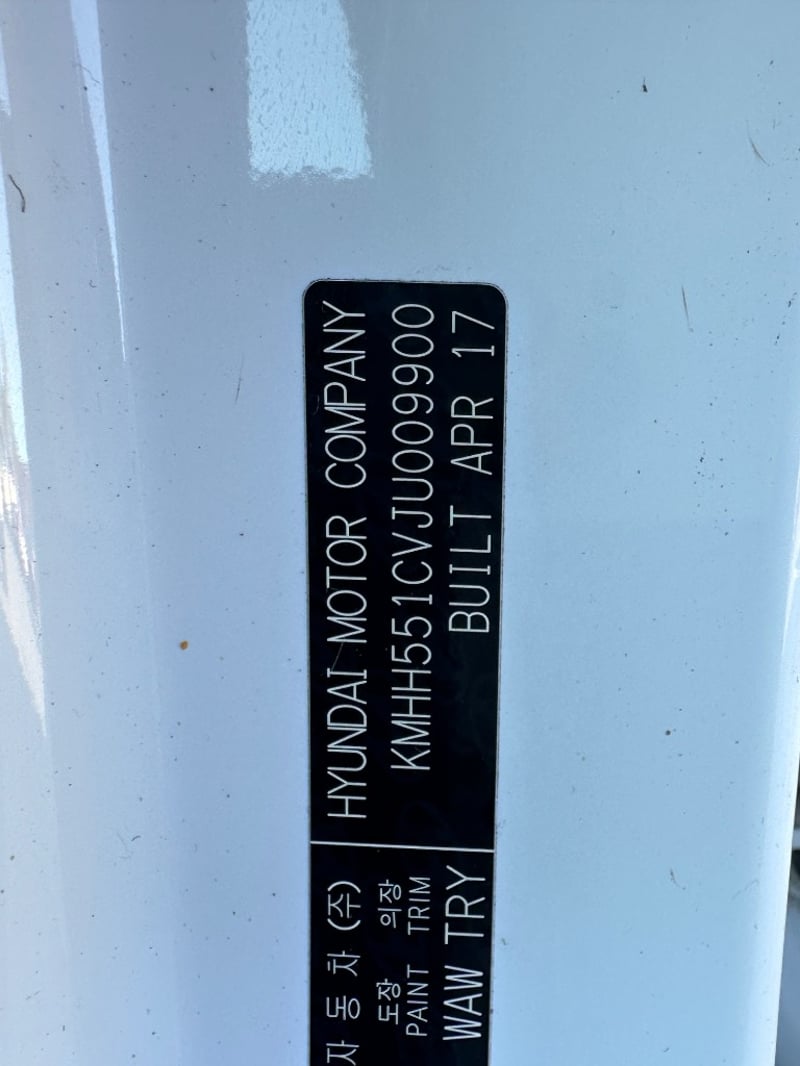 자동차(주)
HYUNDAI MOTOR COMPANY
도장 의장
PAINT TRIM
KMHH551CVJU009900
WAW TRY
BUILT APR 17